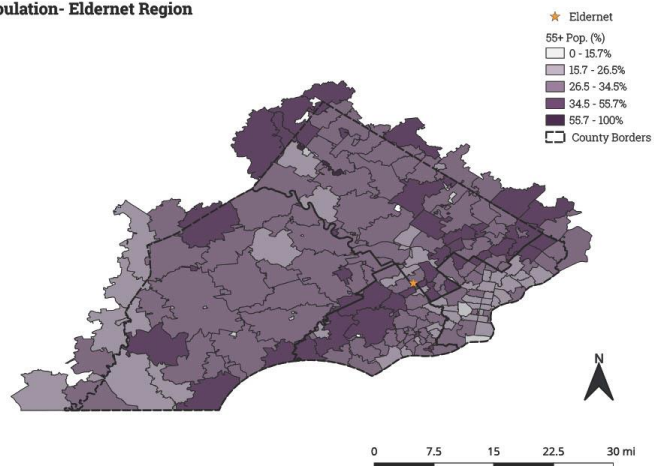 pulation- Eldernet Region
Eldernet
55+ Pop. (%)
0 - 15.7%
15.7 - 26.5%
26.5 - 34.5%
34.5 - 55.7%
55.7 - 100%
County Borders
N
0 7.5 15 22.5 30 mi